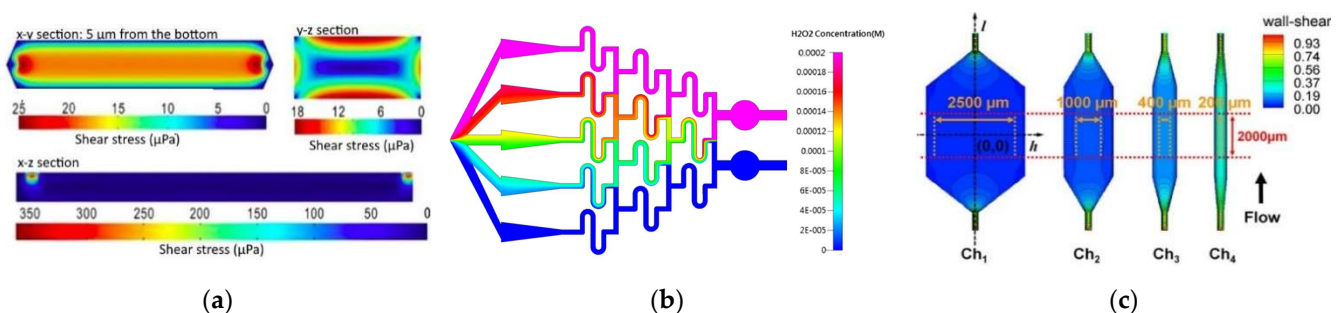 x-y section: 5 µm from the bottom
25 20 15 10 5 0
Shear stress (µPa)
y-z section
18 12 6 0
Shear stress (µPa)
x-z section
350 300 250 200 150 100 50 0
Shear stress (µPa)
(a)
H2O2 Concentration(M)
0.0002
0.00018
0.00016
0.00014
0.00012
0.0001
8E-005
6E-005
4E-005
2E-005
0
(b)
l
wall-shear
0.93
0.74
0.56
0.37
0.19
0.00
2500 µm
1000 µm
400 µm
200 µm
2000µm
(0,0)
h
Flow
Ch1
Ch2
Ch3
Ch4
(c)